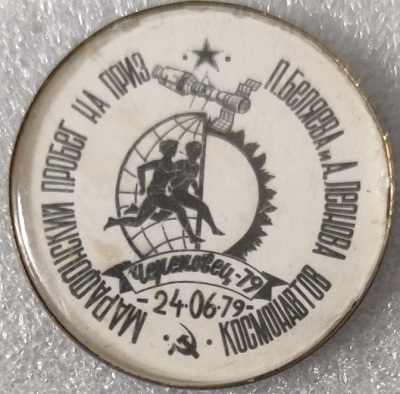 МАРАФОНСКИЙ ПРОБЕГ НА ПРИЗ
П. БЕЛЯЕВА И А. ЛЕОНОВА
КОСМОНАВТОВ
Череповец-79
- 24·06·79 -